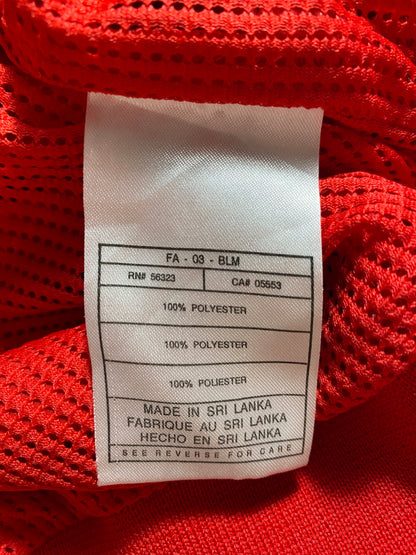 FA - 03 - BLM
RN# 56323 CA# 05553
100% POLYESTER
100% POLYESTER
100% POLIESTER
MADE IN SRI LANKA
FABRIQUE AU SRI LANKA
HECHO EN SRI LANKA
SEE REVERSE FOR CARE